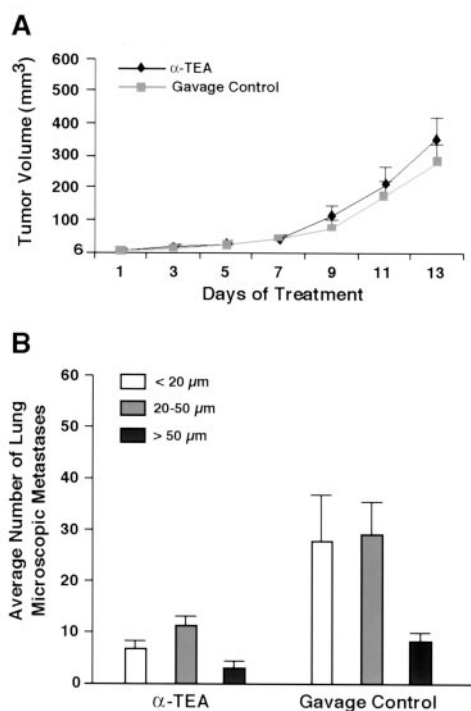 A
Tumor Volume (mm³)
600
500
400
300
100
6
α-TEA
Gavage Control
1 3 5 7 9 11 13
Days of Treatment
B
Average Number of Lung
Microscopic Metastases
60
50
40
30
20
10
0
< 20 µm
20-50 µm
> 50 µm
α-TEA Gavage Control